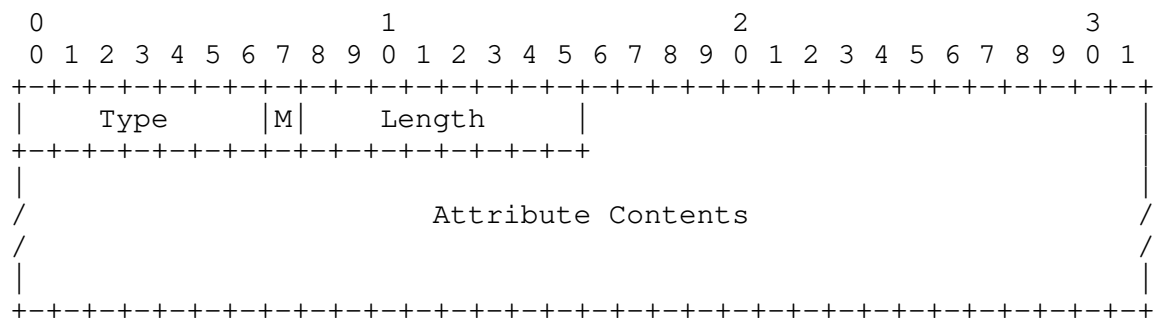 0                   1                   2                   3
 0 1 2 3 4 5 6 7 8 9 0 1 2 3 4 5 6 7 8 9 0 1 2 3 4 5 6 7 8 9 0 1
+-+-+-+-+-+-+-+-+-+-+-+-+-+-+-+-+-+-+-+-+-+-+-+-+-+-+-+-+-+-+-+-+
|    Type     |M|    Length     |                               |
+-+-+-+-+-+-+-+-+-+-+-+-+-+-+-+-+                               |
|                                                               |
/                       Attribute Contents                      /
/                                                               /
|                                                               |
+-+-+-+-+-+-+-+-+-+-+-+-+-+-+-+-+-+-+-+-+-+-+-+-+-+-+-+-+-+-+-+-+